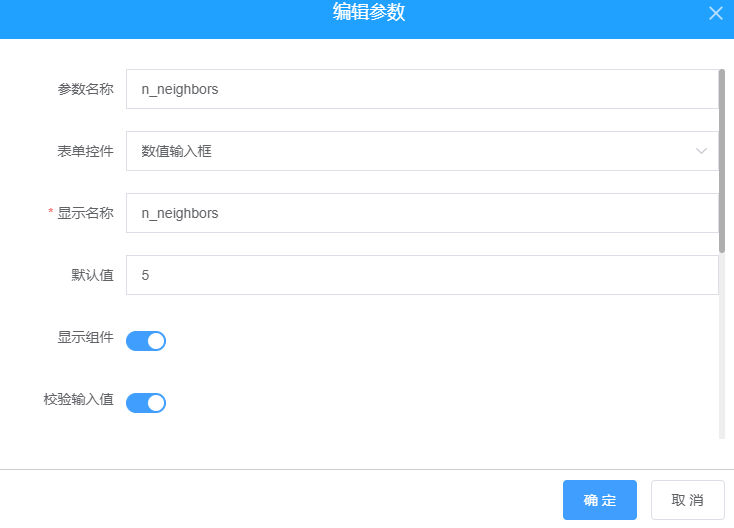 编辑参数
参数名称 n_neighbors
表单控件 数值输入框
* 显示名称 n_neighbors
默认值 5
显示组件
校验输入值
确 定 取 消